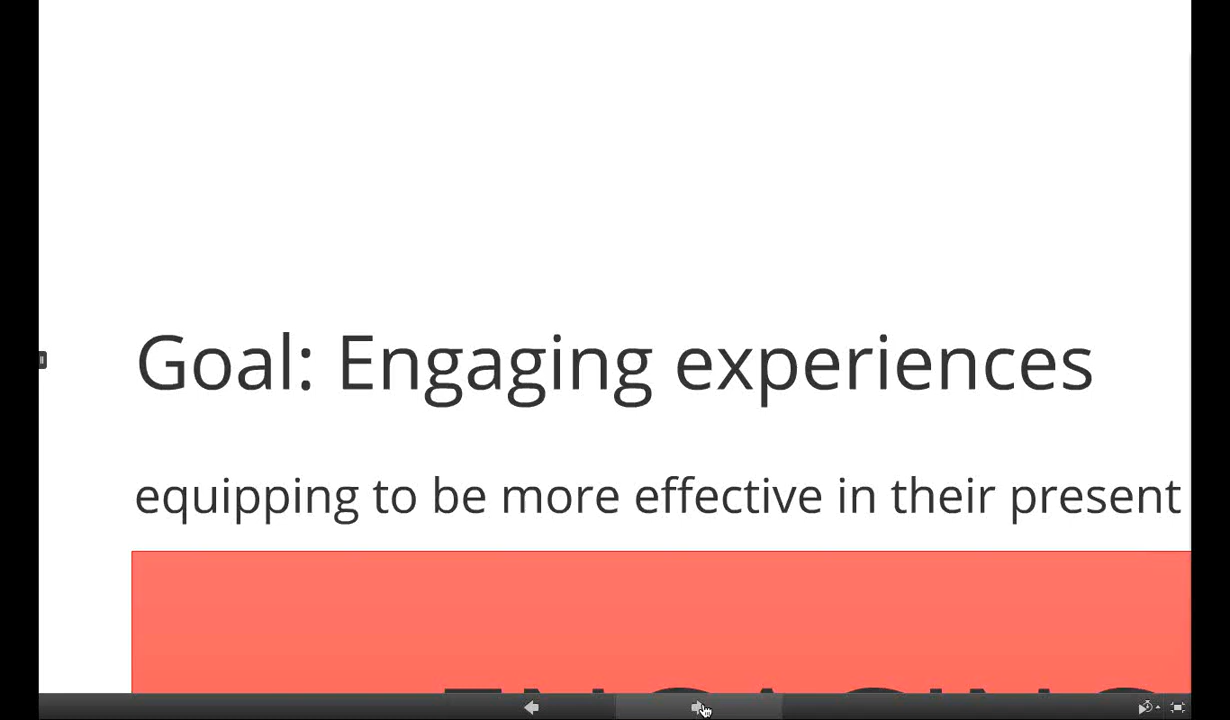 Goal: Engaging experiences
equipping to be more effective in their present